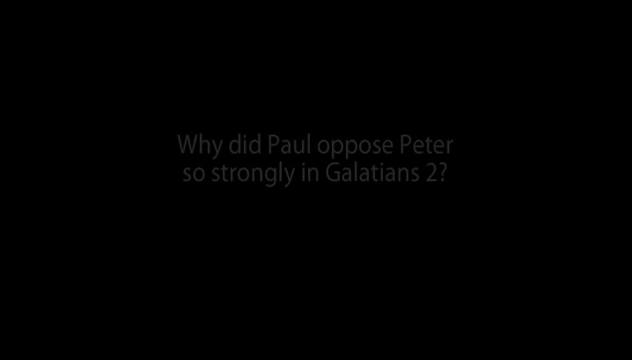 Why did Paul oppose Peter
so strongly in Galatians 2?